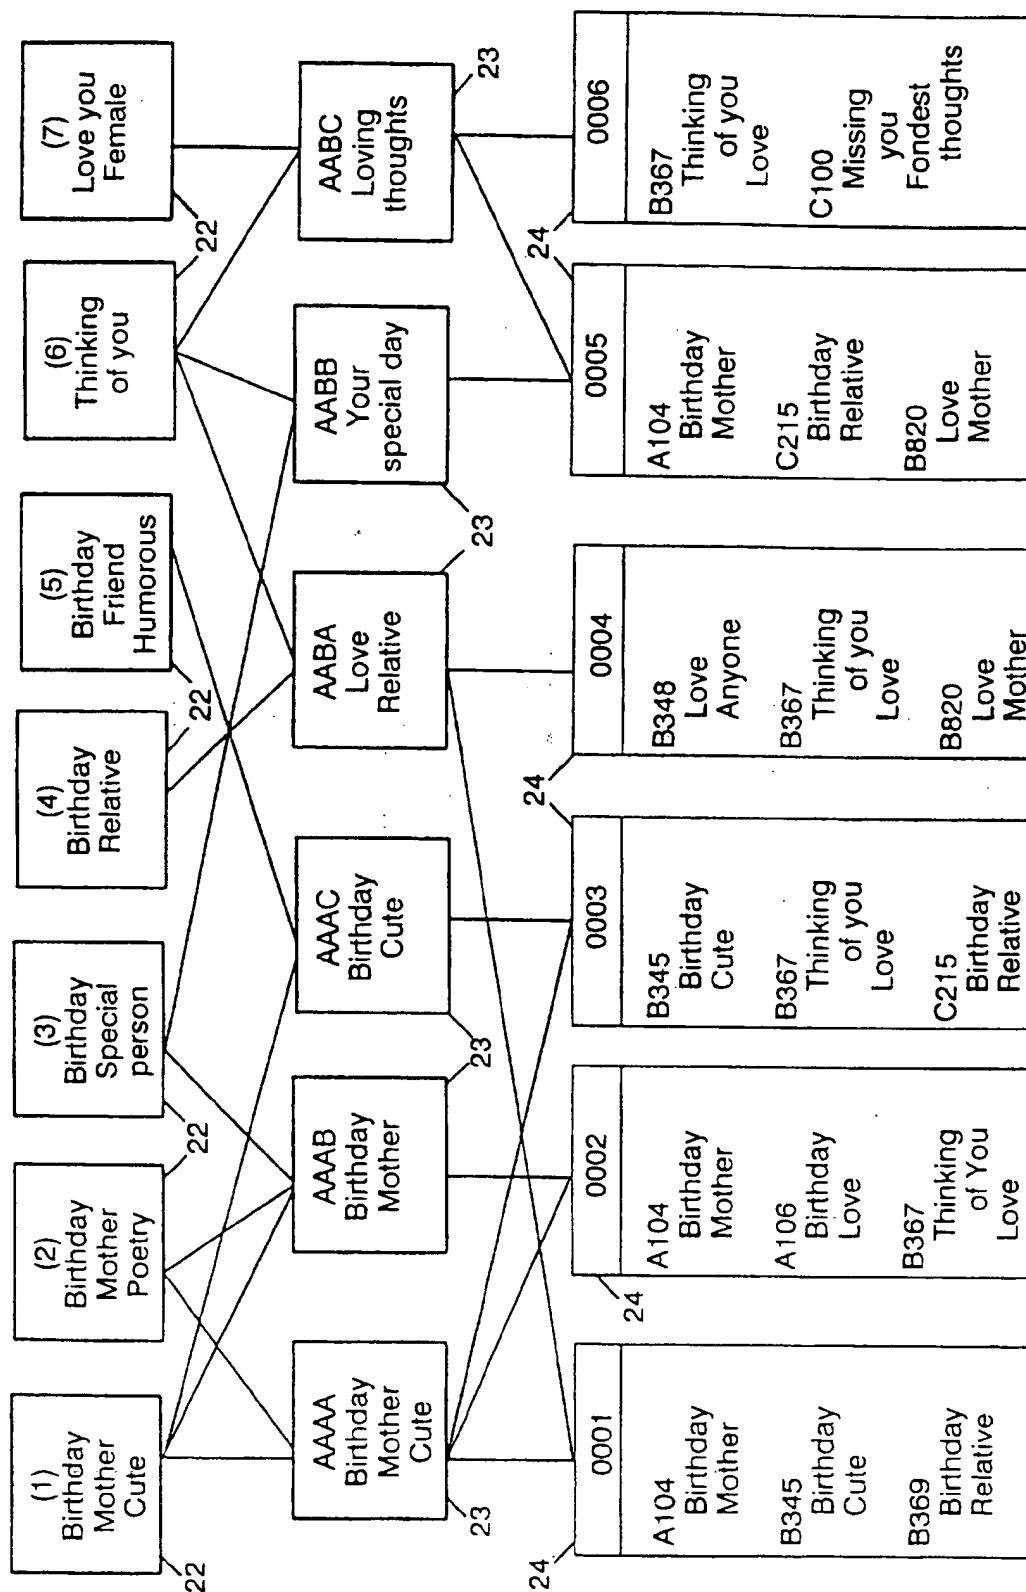 (1)
Birthday
Mother
Cute
22
(2)
Birthday
Mother
Poetry
22
(3)
Birthday
Special
person
22
(4)
Birthday
Relative
22
(5)
Birthday
Friend
Humorous
22
(6)
Thinking
of you
22
(7)
Love you
Female
22
AAAA
Birthday
Mother
Cute
23
AAAB
Birthday
Mother
23
AAAC
Birthday
Cute
23
AABA
Love
Relative
23
AABB
Your
special day
23
AABC
Loving
thoughts
23
24
0001
A104
Birthday
Mother
B345
Birthday
Cute
B369
Birthday
Relative
24
0002
A104
Birthday
Mother
A106
Birthday
Love
B367
Thinking
of You
Love
24
0003
B345
Birthday
Cute
B367
Thinking
of you
Love
C215
Birthday
Relative
0004
B348
Love
Anyone
B367
Thinking
of you
Love
B820
Love
Mother
24
0005
A104
Birthday
Mother
C215
Birthday
Relative
B820
Love
Mother
0006
B367
Thinking
of you
Love
C100
Missing
you
Fondest
thoughts